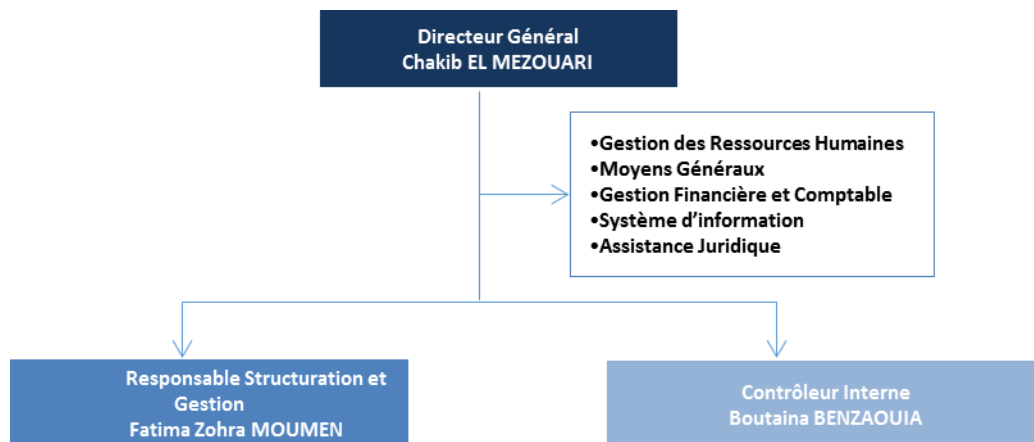 Directeur Général
Chakib EL MEZOUARI
•Gestion des Ressources Humaines
•Moyens Généraux
•Gestion Financière et Comptable
•Système d’information
•Assistance Juridique
Responsable Structuration et
Gestion
Fatima Zohra MOUMEN
Contrôleur Interne
Boutaina BENZAOUIA